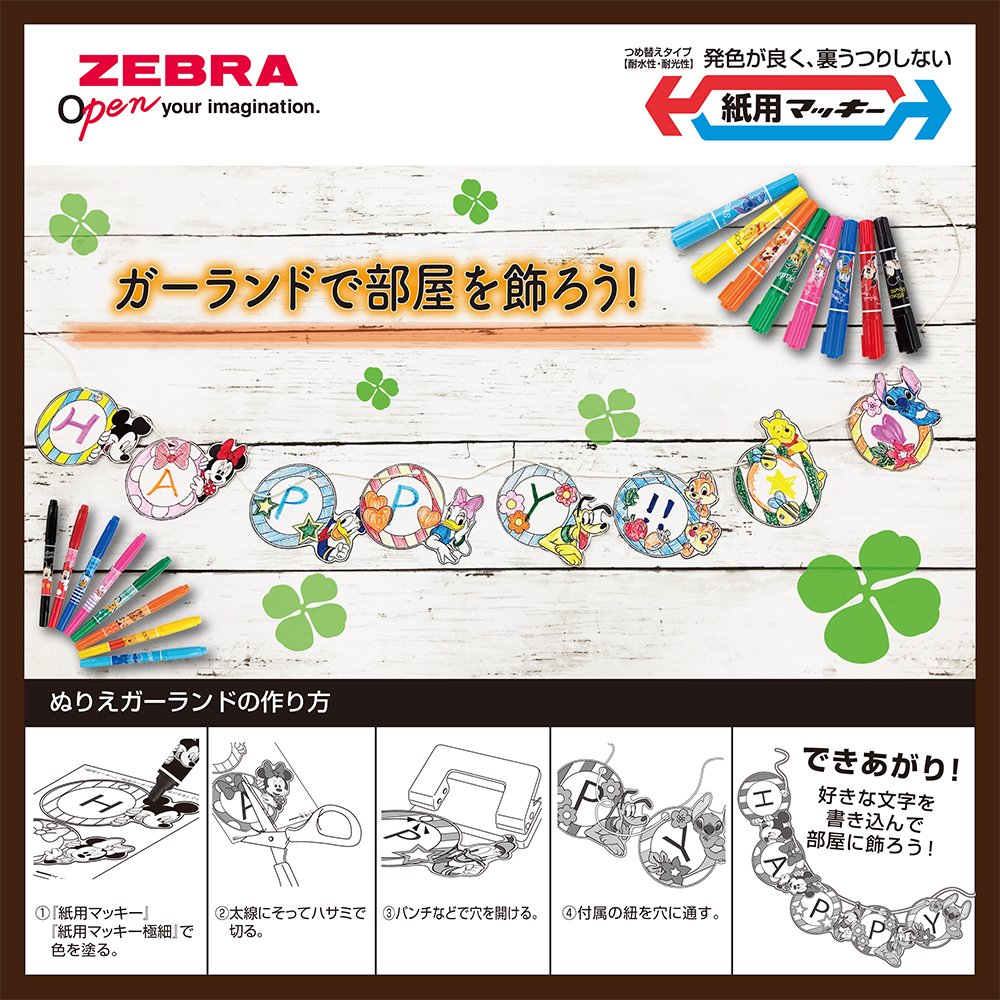 ZEBRA
Open your imagination.
つめ替えタイプ
【耐水性・耐光性】
発色が良く、裏うつりしない
紙用マッキー
ガーランドで部屋を飾ろう!
H
A
P
P
Y
!!
ぬりえガーランドの作り方
H
①『紙用マッキー』
『紙用マッキー極細』で
色を塗る。
A
②太線にそってハサミで
切る。
P
③パンチなどで穴を開ける。
P
Y
④付属の紐を穴に通す。
できあがり!
好きな文字を
書き込んで
部屋に飾ろう!
H
A
P
P
Y